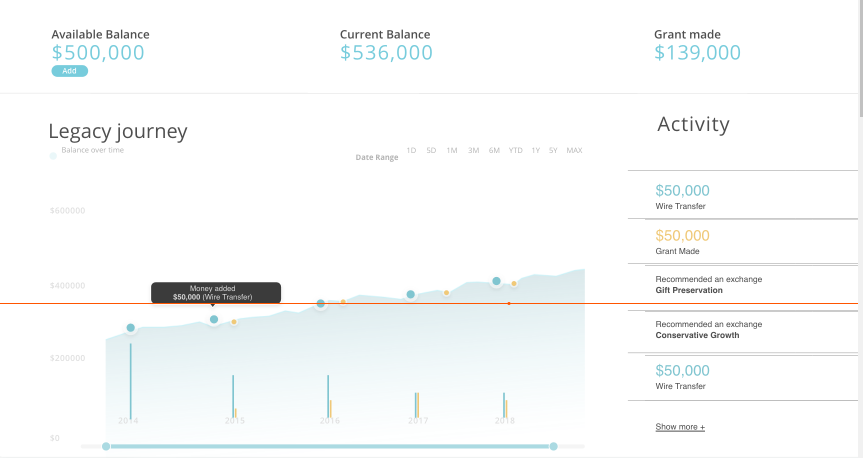 Available Balance
$500,000
Add
Current Balance
$536,000
Grant made
$139,000
Legacy journey
Balance over time
Date Range
1D 5D 1M 3M 6M YTD 1Y 5Y MAX
$600000
$400000
$200000
$0
Money added
$50,000 (Wire Transfer)
2014 2015 2016 2017 2018
Activity
$50,000
Wire Transfer
$50,000
Grant Made
Recommended an exchange
Gift Preservation
Recommended an exchange
Conservative Growth
$50,000
Wire Transfer
Show more +